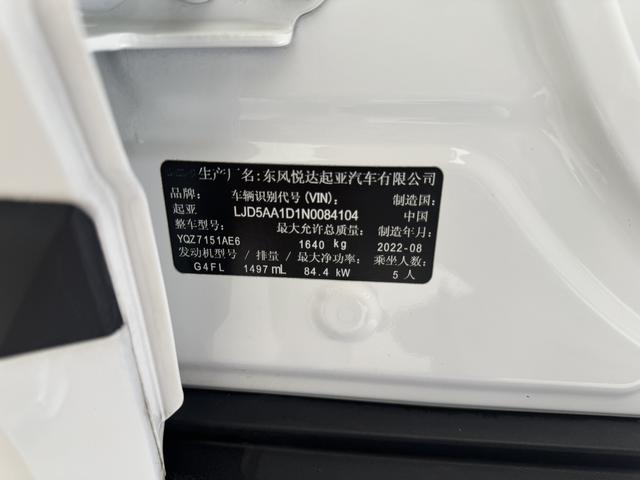 生产厂名:东风悦达起亚汽车有限公司
品牌: 车辆识别代号(VIN): 制造国:
起亚 LJD5AA1D1N0084104 中国
整车型号: 最大允许总质量: 制造年月:
YQZ7151AE6 1640 kg 2022-08
发动机型号/排量/最大净功率: 乘坐人数:
G4FL 1497 mL 84.4 kW 5 人